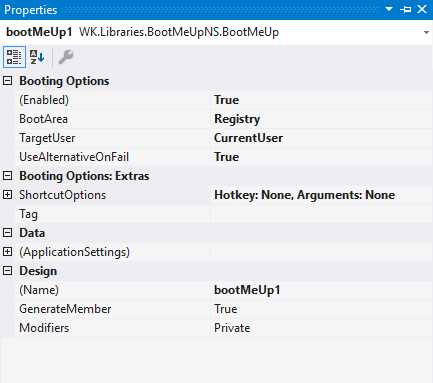 Properties
bootMeUp1 WK.Libraries.BootMeUpNS.BootMeUp
Booting Options
(Enabled) True
BootArea Registry
TargetUser CurrentUser
UseAlternativeOnFail True
Booting Options: Extras
ShortcutOptions Hotkey: None, Arguments: None
Tag
Data
(ApplicationSettings)
Design
(Name) bootMeUp1
GenerateMember True
Modifiers Private